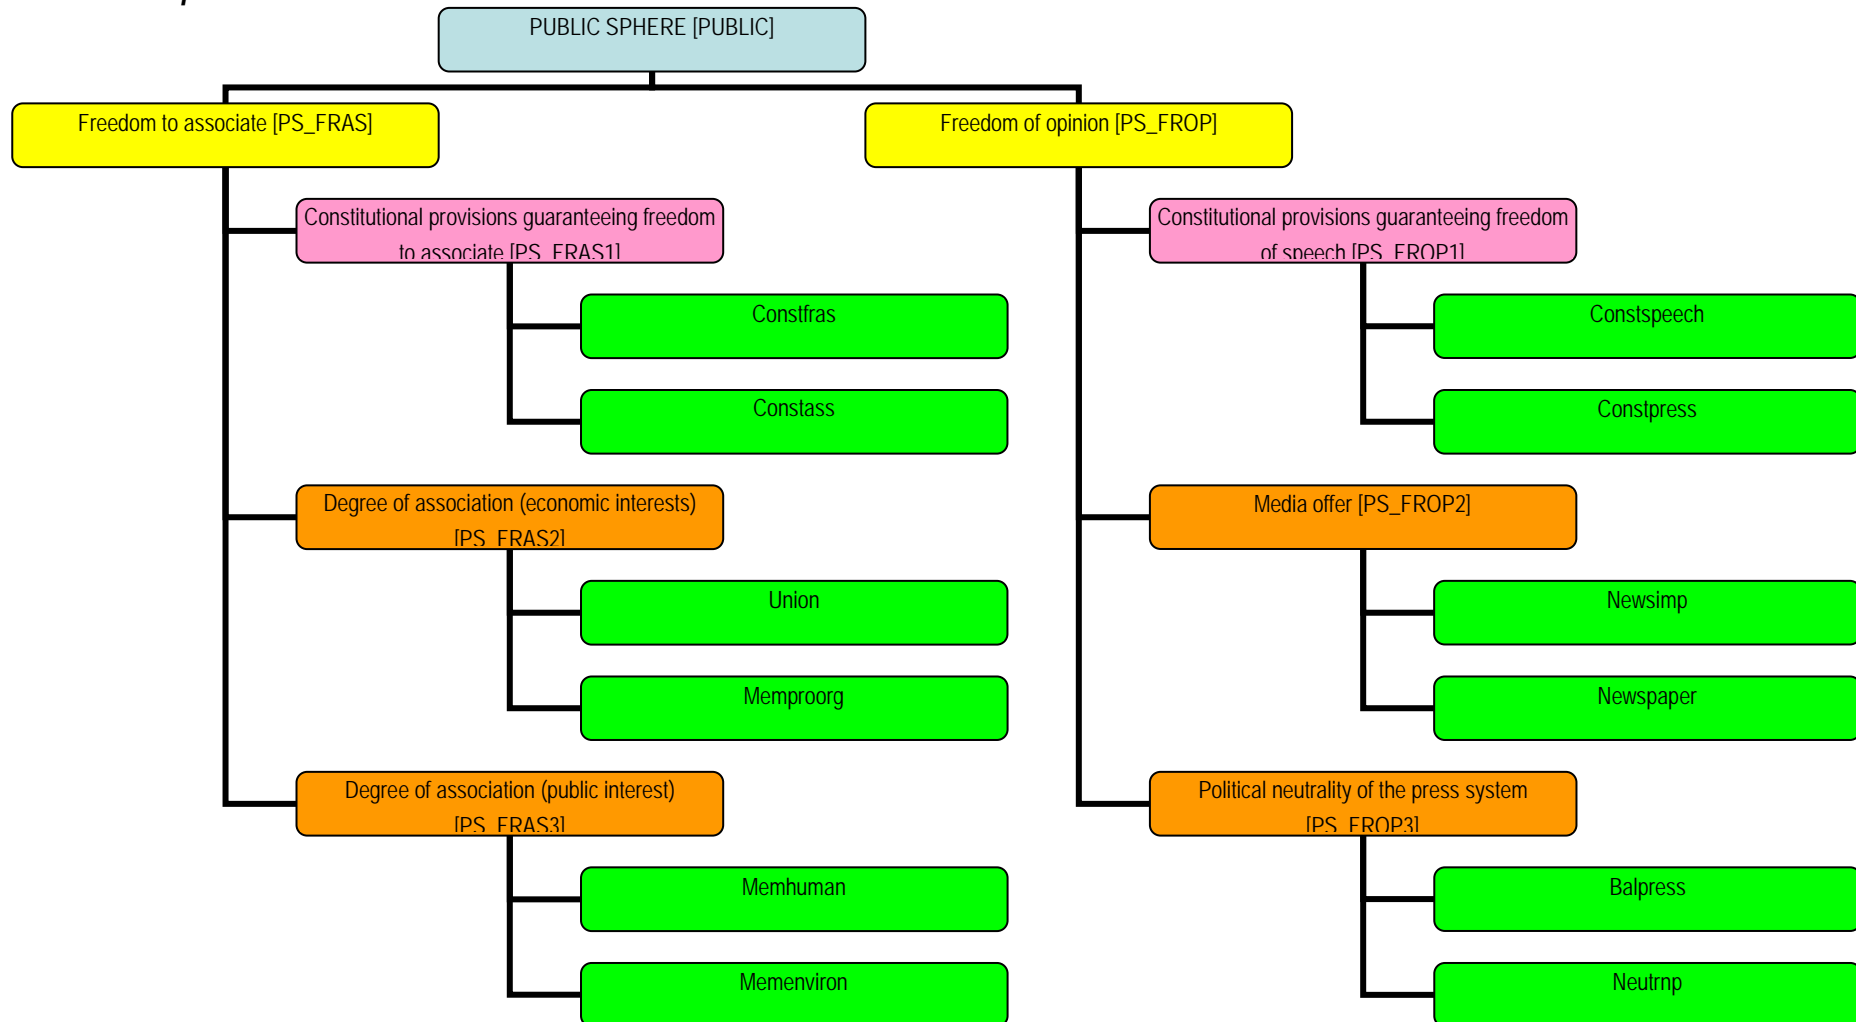 PUBLIC SPHERE [PUBLIC]
Freedom to associate [PS_FRAS]
Constitutional provisions guaranteeing freedom
to associate [PS_FRAS1]
Constfras
Constass
Degree of association (economic interests)
[PS_FRAS2]
Union
Memproorg
Degree of association (public interest)
[PS_FRAS3]
Memhuman
Memenviron
Freedom of opinion [PS_FROP]
Constitutional provisions guaranteeing freedom
of speech [PS_FROP1]
Constspeech
Constpress
Media offer [PS_FROP2]
Newsimp
Newspaper
Political neutrality of the press system
[PS_FROP3]
Balpress
Neutrnp